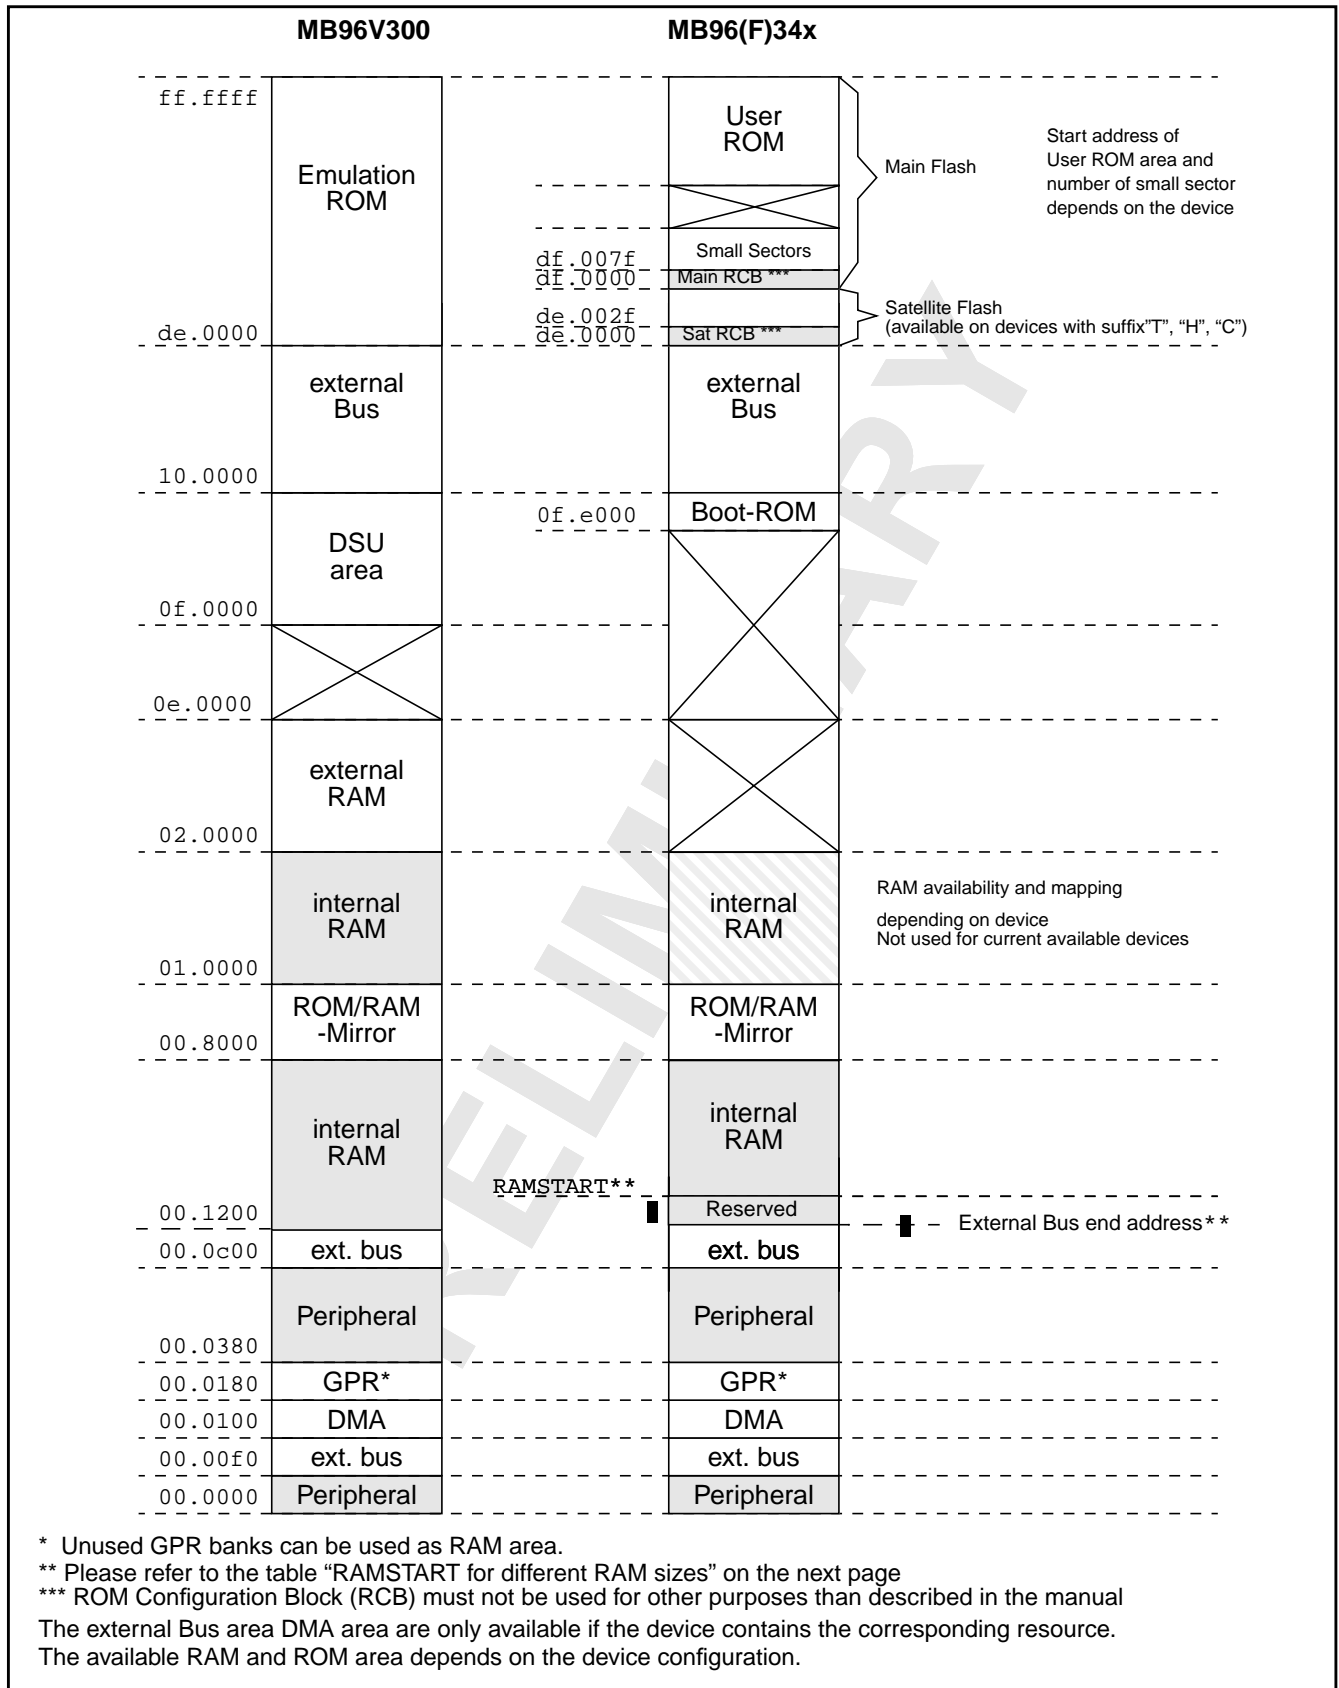 MB96V300 MB96(F)34x
ff.ffff
User
ROM
Start address of
User ROM area and
number of small sector
depends on the device
Main Flash
Emulation
ROM
Small Sectors
df.007f
Main RCB ***
df.0000
Satellite Flash
(available on devices with suffix"T", “H”, “C”)
de.002f
de.0000
Sat RCB ***
de.0000
external
Bus
external
Bus
10.0000
0f.e000
Boot-ROM
DSU
area
0f.0000
0e.0000
external
RAM
02.0000
internal
RAM
internal
RAM
RAM availability and mapping
depending on device
Not used for current available devices
01.0000
ROM/RAM
-Mirror
ROM/RAM
-Mirror
00.8000
internal
RAM
internal
RAM
RAMSTART**
00.1200
Reserved
External Bus end address**
00.0c00
ext. bus
ext. bus
Peripheral
Peripheral
00.0380
00.0180
GPR*
GPR*
00.0100
DMA
DMA
00.00f0
ext. bus
ext. bus
00.0000
Peripheral
Peripheral
PRELIMINARY
* Unused GPR banks can be used as RAM area.
** Please refer to the table “RAMSTART for different RAM sizes” on the next page
*** ROM Configuration Block (RCB) must not be used for other purposes than described in the manual
The external Bus area DMA area are only available if the device contains the corresponding resource.
The available RAM and ROM area depends on the device configuration.